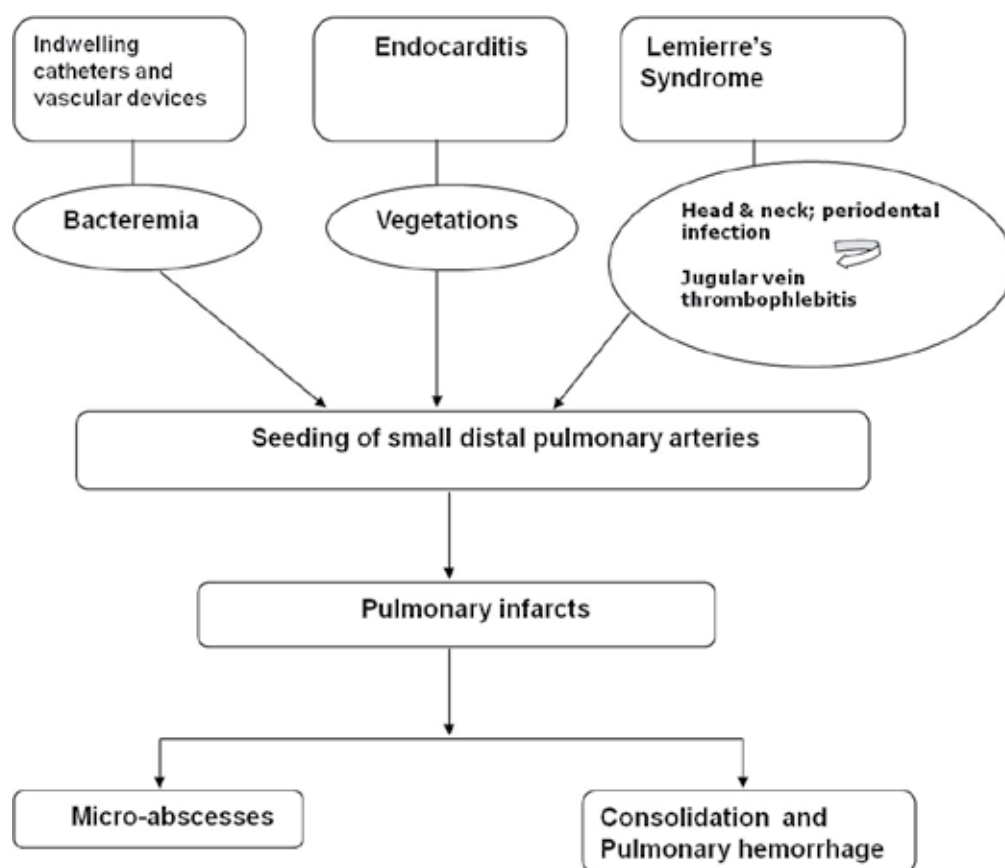 Indwelling
catheters and
vascular devices
Endocarditis
Lemierre's
Syndrome
Bacteremia
Vegetations
Head & neck; periodental
infection
Jugular vein
thrombophlebitis
Seeding of small distal pulmonary arteries
Pulmonary infarcts
Micro-abscesses
Consolidation and
Pulmonary hemorrhage